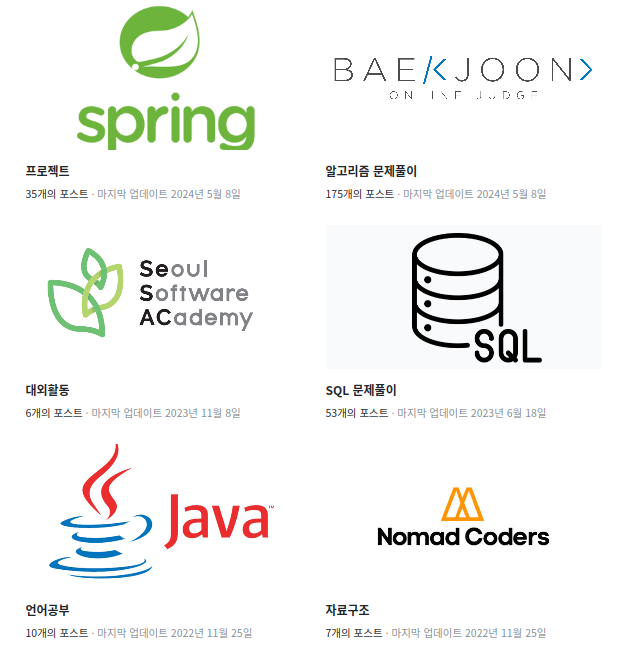 spring
BAE/<JOON>
ONLINE JUDGE
프로젝트
35개의 포스트 · 마지막 업데이트 2024년 5월 8일
알고리즘 문제풀이
175개의 포스트 · 마지막 업데이트 2024년 5월 8일
Seoul
Software
ACademy
SQL
대외활동
6개의 포스트 · 마지막 업데이트 2023년 11월 8일
SQL 문제풀이
53개의 포스트 · 마지막 업데이트 2023년 6월 18일
Java™
Nomad Coders
언어공부
10개의 포스트 · 마지막 업데이트 2022년 11월 25일
자료구조
7개의 포스트 · 마지막 업데이트 2022년 11월 25일